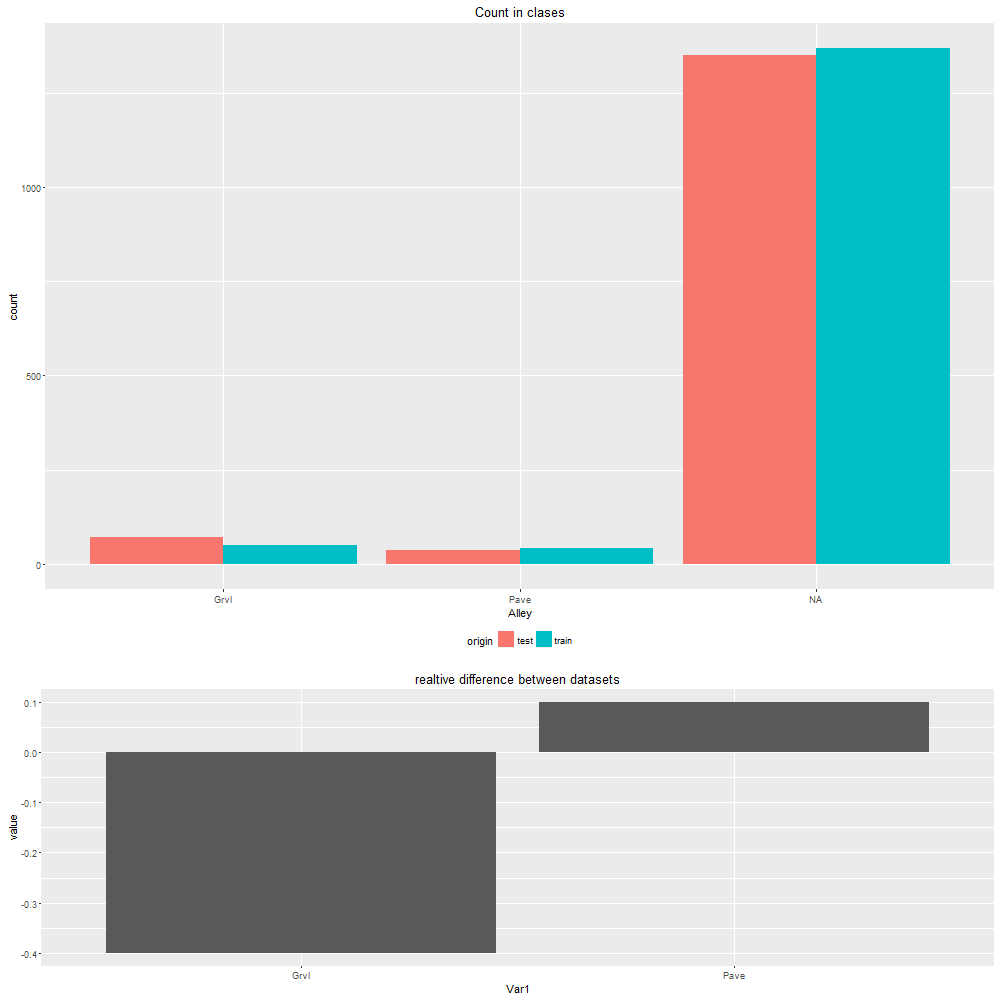 Count in clases
count
1000
500
0
Grvl Pave NA
Alley
origin test train
realtive difference between datasets
value
0.1
0.0
-0.1
-0.2
-0.3
-0.4
Grvl Pave
Var1